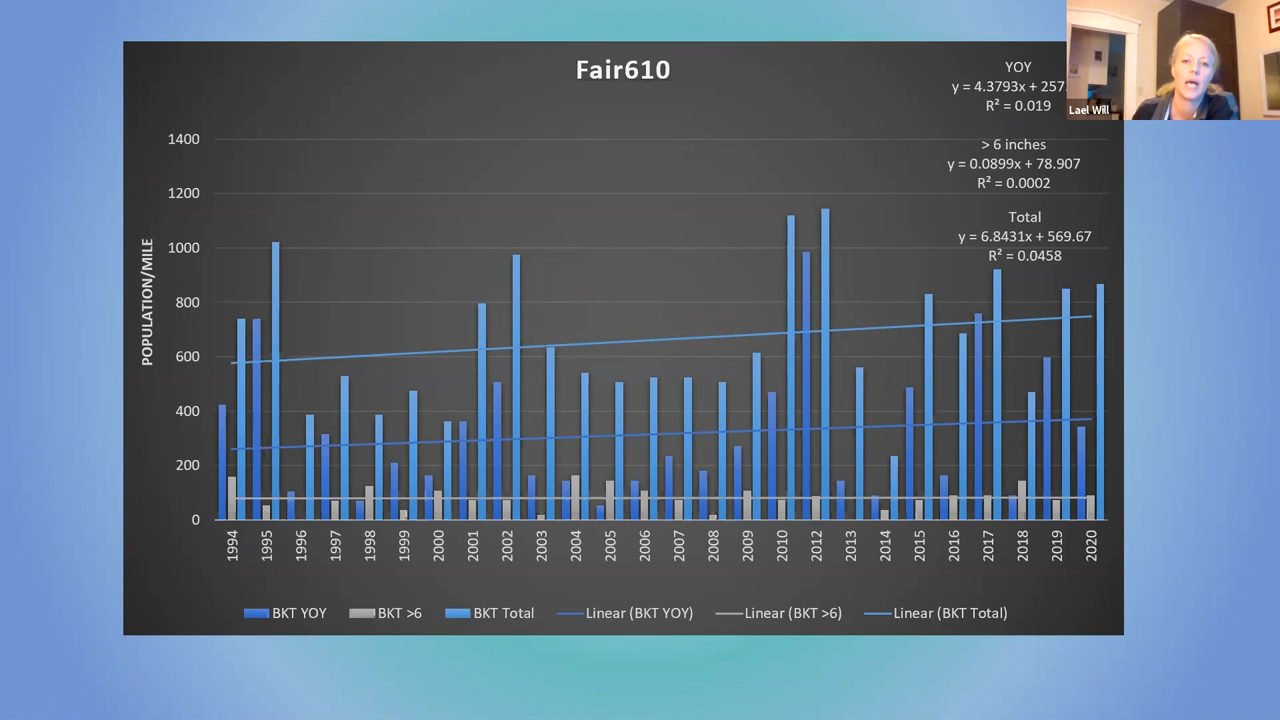 Fair610
YOY
y = 4.3793x + 257.
R² = 0.019
Lael Will
> 6 inches
y = 0.0899x + 78.907
R² = 0.0002
Total
y = 6.8431x + 569.67
R² = 0.0458
POPULATION/MILE
1400
1200
1000
800
600
400
200
0
1994 1995 1996 1997 1998 1999 2000 2001 2002 2003 2004 2005 2006 2007 2008 2009 2010 2012 2013 2014 2015 2016 2017 2018 2019 2020
BKT YOY BKT >6 BKT Total Linear (BKT YOY) Linear (BKT >6) Linear (BKT Total)